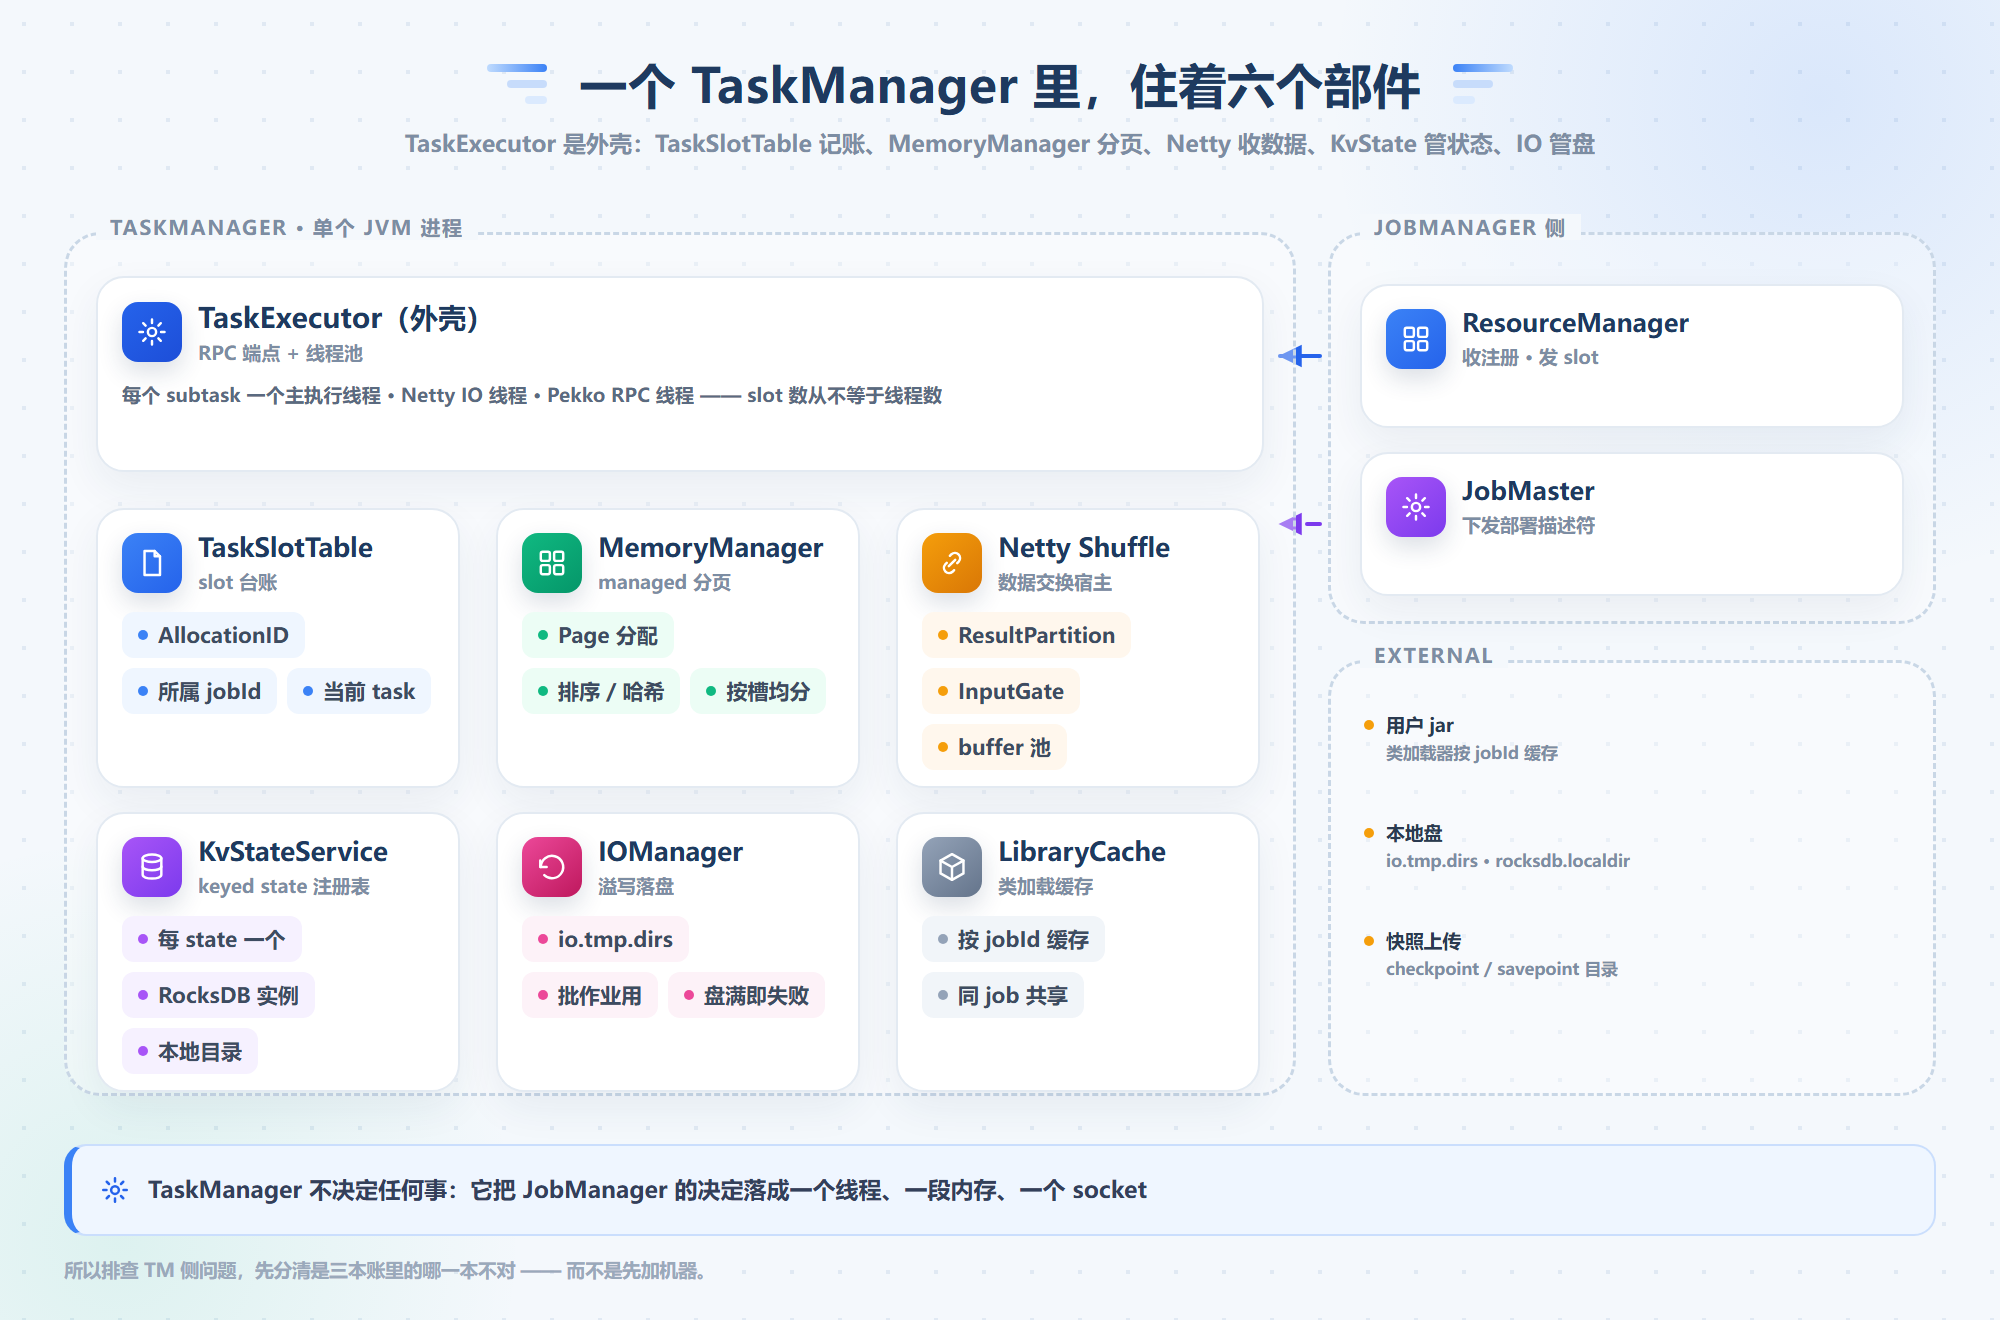 一个 TaskManager 里，住着六个部件
TaskExecutor 是外壳：TaskSlotTable 记账、MemoryManager 分页、Netty 收数据、KvState 管状态、IO 管盘
TASKMANAGER • 单个 JVM 进程
TaskExecutor（外壳）
RPC 端点 + 线程池
每个 subtask 一个主执行线程 • Netty IO 线程 • Pekko RPC 线程 —— slot 数从不等于线程数
TaskSlotTable
slot 台账
AllocationID
所属 jobId
当前 task
MemoryManager
managed 分页
Page 分配
排序 / 哈希
按槽均分
Netty Shuffle
数据交换宿主
ResultPartition
InputGate
buffer 池
KvStateService
keyed state 注册表
每 state 一个
RocksDB 实例
本地目录
IOManager
溢写落盘
io.tmp.dirs
批作业用
盘满即失败
LibraryCache
类加载缓存
按 jobId 缓存
同 job 共享
JOBMANAGER 侧
ResourceManager
收注册 • 发 slot
JobMaster
下发部署描述符
EXTERNAL
用户 jar
类加载器按 jobId 缓存
本地盘
io.tmp.dirs • rocksdb.localdir
快照上传
checkpoint / savepoint 目录
TaskManager 不决定任何事：它把 JobManager 的决定落成一个线程、一段内存、一个 socket
所以排查 TM 侧问题，先分清是三本账里的哪一本不对 —— 而不是先加机器。